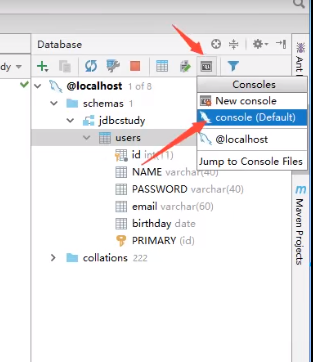 Database
dy
@localhost 1 of 8
schemas
jdbcstudy
users
id int(11)
NAME varchar(40)
PASSWORD varchar(40)
email varchar(60)
birthday date
PRIMARY (id)
collations 222
Consoles
New console
console (Default)
@localhost
Jump to Console Files
Ant
Maven Projects